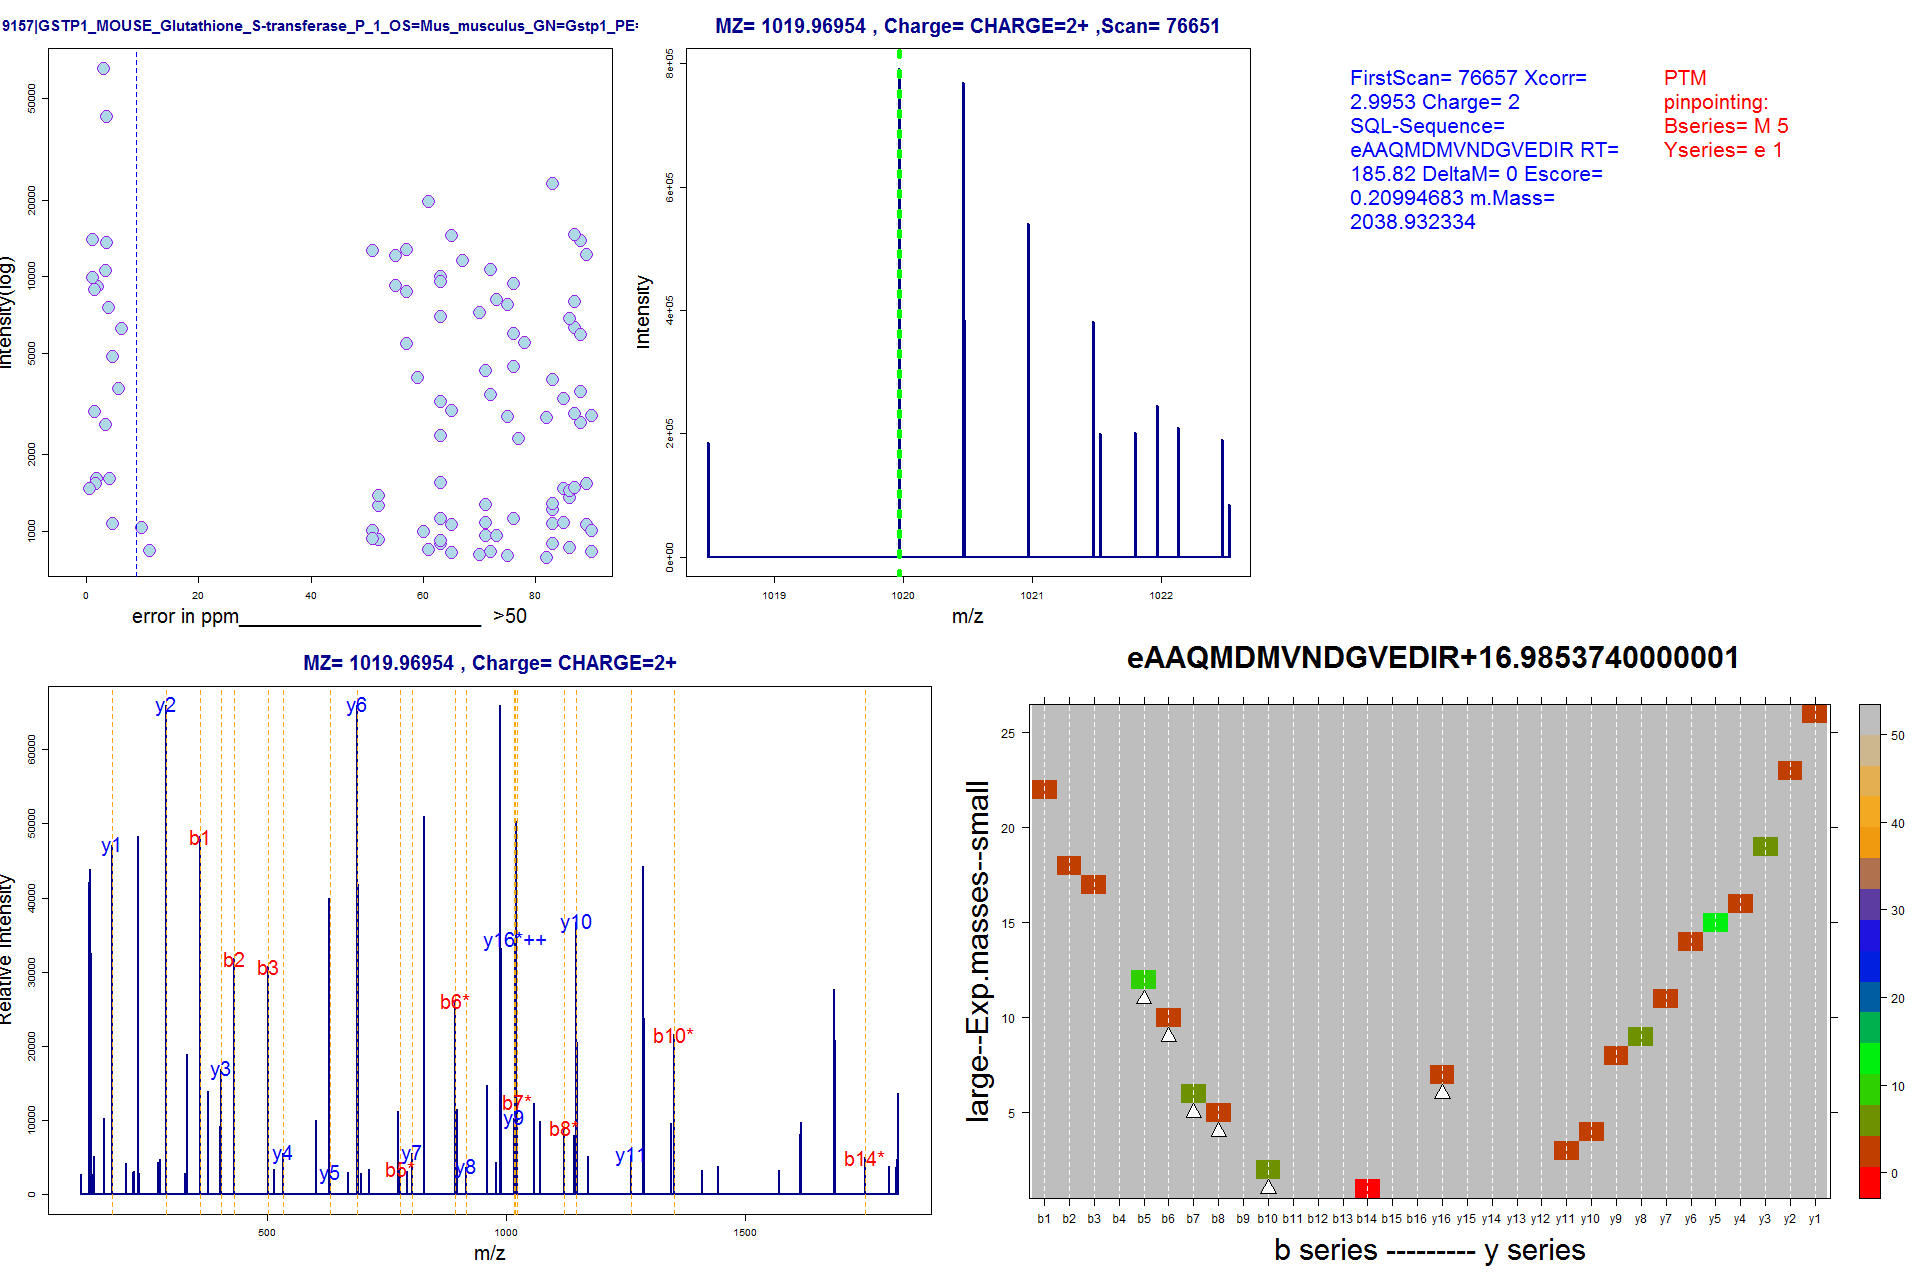 9157|GSTP1_MOUSE_Glutathione_S-transferase_P_1_OS=Mus_musculus_GN=Gstp1_PE=
50000
20000
10000
5000
2000
1000
Intensity(log)
0 20 40 60 80
error in ppm______________________ >50
MZ= 1019.96954 , Charge= CHARGE=2+ ,Scan= 76651
8e+05
6e+05
4e+05
2e+05
0e+00
Intensity
1019 1020 1021 1022
m/z
FirstScan= 76657 Xcorr=
2.9953 Charge= 2
SQL-Sequence=
eAAQMDMVNDGVEDIR RT=
185.82 DeltaM= 0 Escore=
0.20994683 m.Mass=
2038.932334
PTM
pinpointing:
Bseries= M 5
Yseries= e 1
MZ= 1019.96954 , Charge= CHARGE=2+
60000
50000
40000
30000
20000
10000
0
Relative Intensity
y2
y6
y1
b1
y10
y16*++
b2
b3
b6*
b10*
y3
b7*
y9
b8*
y4
y7
y11
b14*
b5*
y8
y5
500 1000 1500
m/z
eAAQMDMVNDGVEDIR+16.9853740000001
25
20
15
10
5
large--Exp.masses--small
b1 b2 b3 b4 b5 b6 b7 b8 b9 b10 b11 b12 b13 b14 b15 b16 y16 y15 y14 y13 y12 y11 y10 y9 y8 y7 y6 y5 y4 y3 y2 y1
b series --------- y series
50
40
30
20
10
0